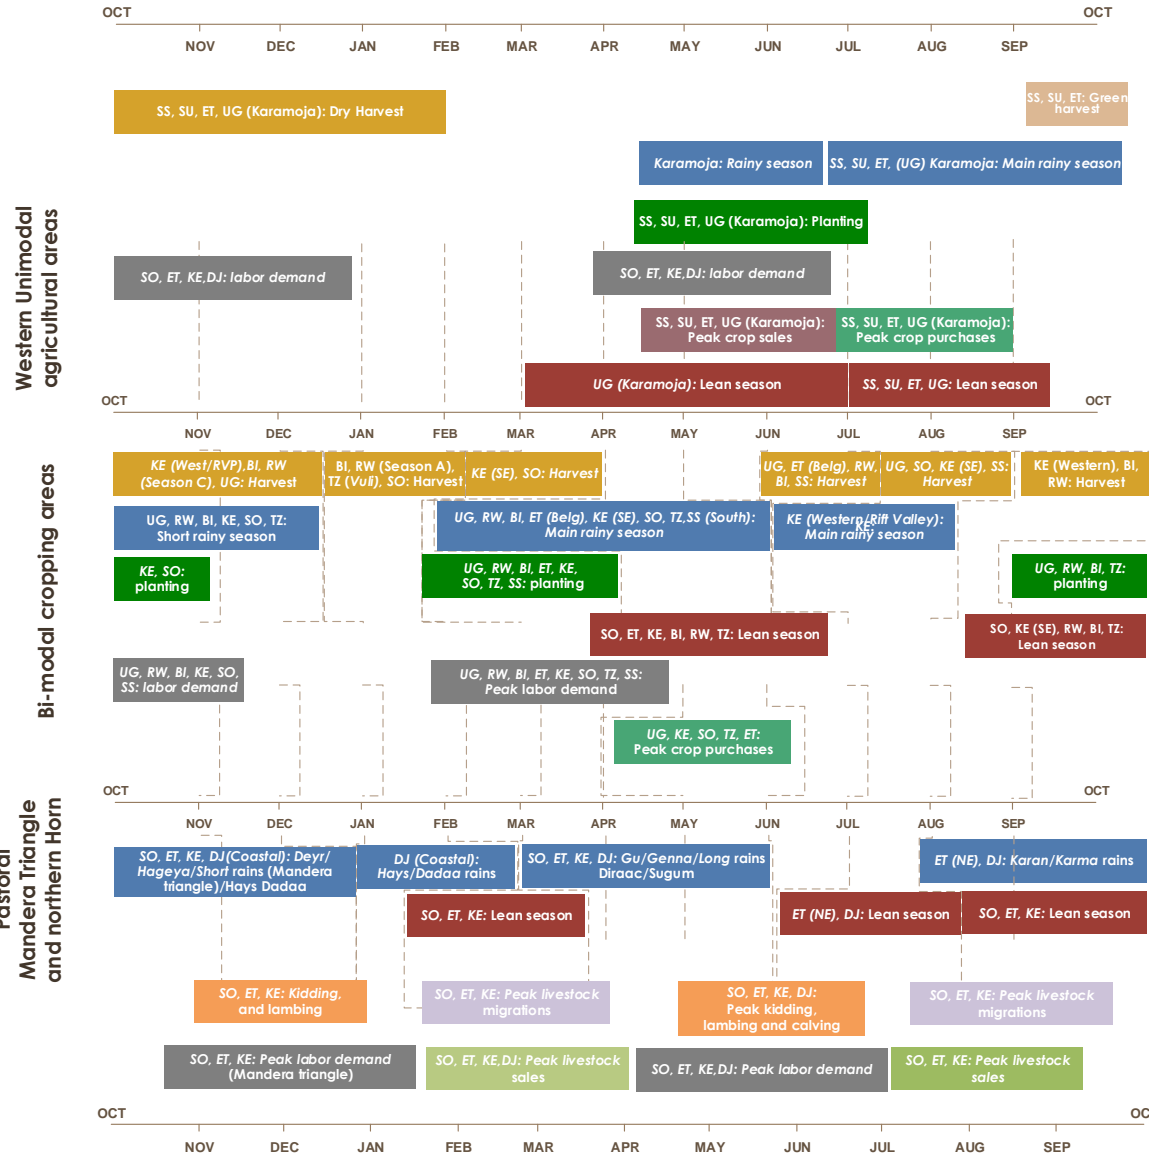 OCT OCT
NOV DEC JAN FEB MAR APR MAY JUN JUL AUG SEP
Western Unimodal
agricultural areas
SS, SU, ET, UG (Karamoja): Dry Harvest
SS, SU, ET: Green
harvest
Karamoja: Rainy season
SS, SU, ET, (UG) Karamoja: Main rainy season
SS, SU, ET, UG (Karamoja): Planting
SO, ET, KE,DJ: labor demand
SO, ET, KE,DJ: labor demand
SS, SU, ET, UG (Karamoja):
Peak crop sales
SS, SU, ET, UG (Karamoja):
Peak crop purchases
UG (Karamoja): Lean season
SS, SU, ET, UG: Lean season
OCT OCT
NOV DEC JAN FEB MAR APR MAY JUN JUL AUG SEP
Bi-modal cropping areas
KE (West/RVP),BI, RW
(Season C), UG: Harvest
BI, RW (Season A),
TZ (Vuli), SO: Harvest
KE (SE), SO: Harvest
UG, ET (Belg), RW,
BI, SS: Harvest
UG, SO, KE (SE), SS:
Harvest
KE (Western), BI,
RW: Harvest
UG, RW, BI, KE, SO, TZ:
Short rainy season
UG, RW, BI, ET (Belg), KE (SE), SO, TZ,SS (South):
Main rainy season
KE (Western/Rift Valley):
Main rainy season
KE:
KE, SO:
planting
UG, RW, BI, ET, KE,
SO, TZ, SS: planting
UG, RW, BI, TZ:
planting
SO, ET, KE, BI, RW, TZ: Lean season
SO, KE (SE), RW, BI, TZ:
Lean season
UG, RW, BI, KE, SO,
SS: labor demand
UG, RW, BI, ET, KE, SO, TZ, SS:
Peak labor demand
UG, KE, SO, TZ, ET:
Peak crop purchases
OCT OCT
NOV DEC JAN FEB MAR APR MAY JUN JUL AUG SEP
Pastoral
Mandera Triangle
and northern Horn
SO, ET, KE, DJ(Coastal): Deyr/
Hageya/Short rains (Mandera
triangle)/Hays Dadaa
DJ (Coastal):
Hays/Dadaa rains
SO, ET, KE, DJ: Gu/Genna/Long rains
Diraac/Sugum
ET (NE), DJ: Karan/Karma rains
SO, ET, KE: Lean season
ET (NE), DJ: Lean season
SO, ET, KE: Lean season
SO, ET, KE: Kidding,
and lambing
SO, ET, KE: Peak livestock
migrations
SO, ET, KE, DJ:
Peak kidding,
lambing and calving
SO, ET, KE: Peak livestock
migrations
SO, ET, KE: Peak labor demand
(Mandera triangle)
SO, ET, KE,DJ: Peak livestock
sales
SO, ET, KE,DJ: Peak labor demand
SO, ET, KE: Peak livestock
sales
OCT OC
NOV DEC JAN FEB MAR APR MAY JUN JUL AUG SEP